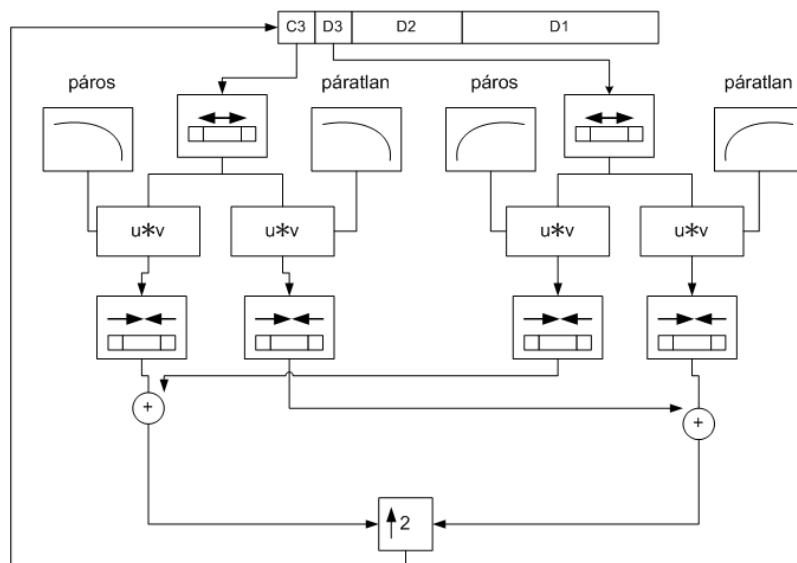 C3 D3 D2 D1
páros páratlan páros páratlan
u*v u*v u*v u*v
+
+
2